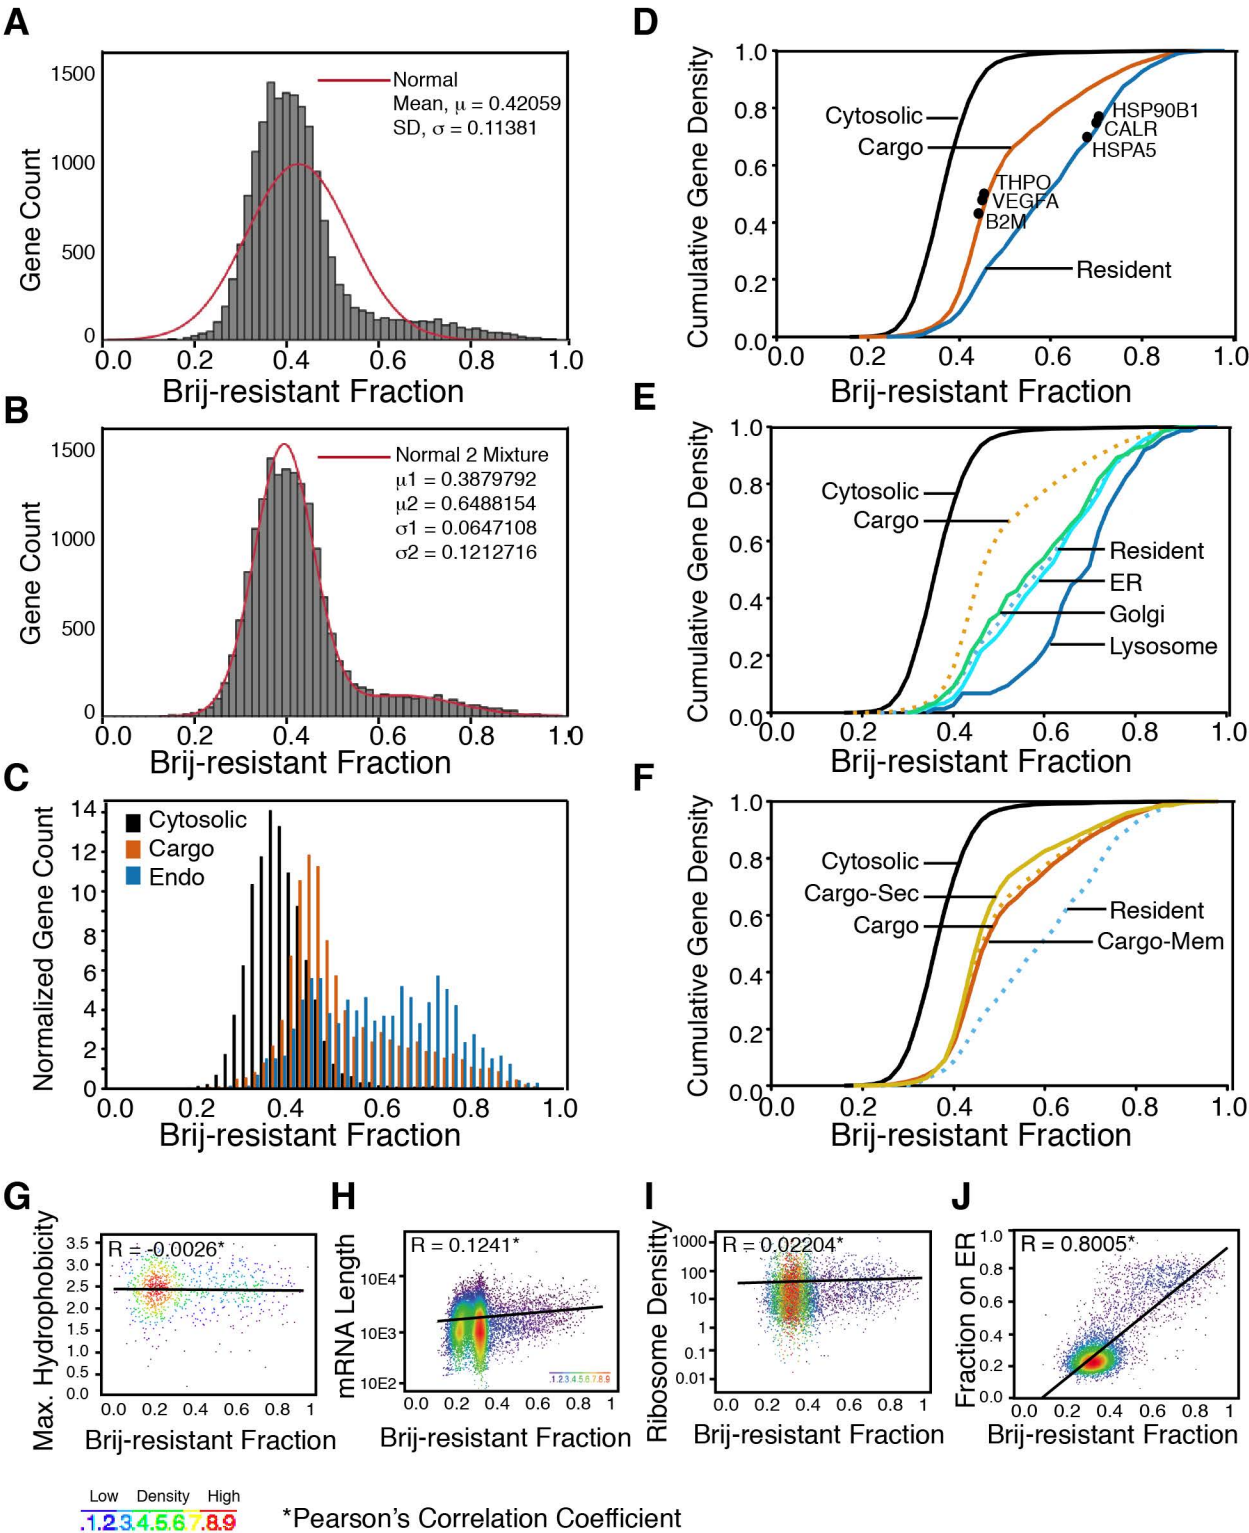 A
1500
1000
500
0
Gene Count
Normal
Mean, μ = 0.42059
SD, σ = 0.11381
0.0 0.2 0.4 0.6 0.8 1.0
Brij-resistant Fraction
B
1500
1000
500
0
Gene Count
Normal 2 Mixture
μ1 = 0.3879792
μ2 = 0.6488154
σ1 = 0.0647108
σ2 = 0.1212716
0.0 0.2 0.4 0.6 0.8 1.0
Brij-resistant Fraction
C
14
12
10
8
6
4
2
0
Normalized Gene Count
Cytosolic
Cargo
Endo
0.0 0.2 0.4 0.6 0.8 1.0
Brij-resistant Fraction
D
1.0
0.8
0.6
0.4
0.2
0.0
Cumulative Gene Density
Cytosolic
Cargo
HSP90B1
CALR
HSPA5
THPO
VEGFA
B2M
Resident
0.0 0.2 0.4 0.6 0.8 1.0
Brij-resistant Fraction
E
1.0
0.8
0.6
0.4
0.2
0.0
Cumulative Gene Density
Cytosolic
Cargo
Resident
ER
Golgi
Lysosome
0.0 0.2 0.4 0.6 0.8 1.0
Brij-resistant Fraction
F
1.0
0.8
0.6
0.4
0.2
0.0
Cumulative Gene Density
Cytosolic
Cargo-Sec
Cargo
Resident
Cargo-Mem
0.0 0.2 0.4 0.6 0.8 1.0
Brij-resistant Fraction
G
3.5
3.0
2.5
2.0
1.5
1.0
0.5
0.0
Max. Hydrophobicity
R = -0.0026*
0.0 0.2 0.4 0.6 0.8 1
Brij-resistant Fraction
H
10E4
10E3
10E2
mRNA Length
R = 0.1241*
.1.2.3.4.5.6.7.8.9
0.0 0.2 0.4 0.6 0.8 1
Brij-resistant Fraction
I
1000
100
10
1
0.1
0.01
Ribosome Densitty
R = 0.02204*
0.0 0.2 0.4 0.6 0.8 1
Brij-resistant Fraction
J
1.0
0.8
0.6
0.4
0.2
0.0
Fraction on ER
R = 0.8005*
0.0 0.2 0.4 0.6 0.8 1
Brij-resistant Fraction
Low Density High
.1.2.3.4.5.6.7.8.9
*Pearson's Correlation Coefficient